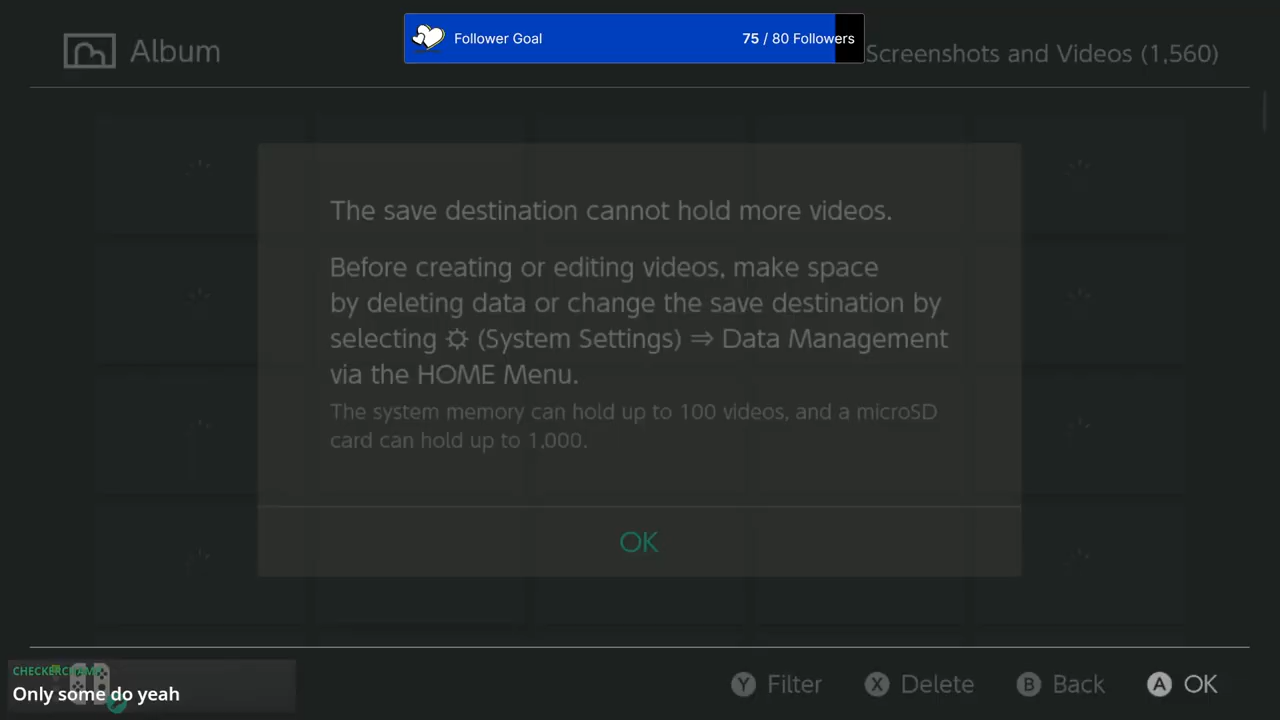 Follower Goal 75 / 80 Followers
Album
Screenshots and Videos (1,560)
The save destination cannot hold more videos.
Before creating or editing videos, make space
by deleting data or change the save destination by
selecting (System Settings) ⇒ Data Management
via the HOME Menu.
The system memory can hold up to 100 videos, and a microSD
card can hold up to 1,000.
OK
Only some do yeah
Y Filter X Delete B Back A OK